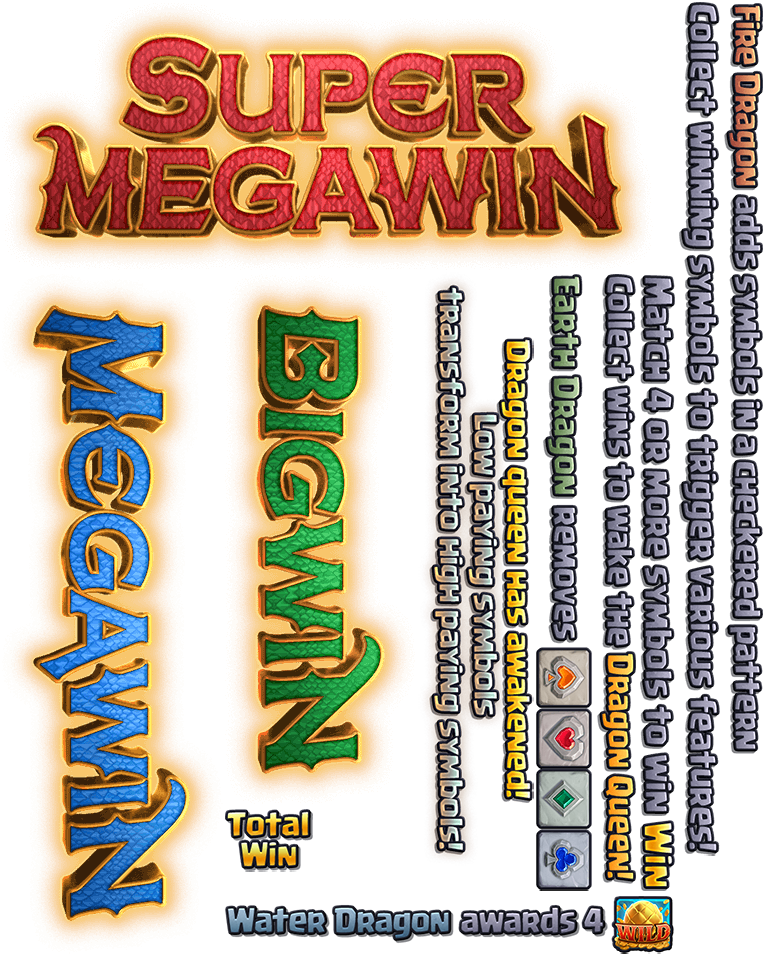 Super
MegaWin
Fire Dragon adds symbols in a checkered pattern
Collect winning symbols to trigger various features!
Match 4 or more symbols to win Win
Collect wins to wake the Dragon Queen!
Earth Dragon removes
Dragon queen has awakened!
Low paying symbols
transform into high paying symbols!
BigWin
MegaWin
Total
Win
Water Dragon awards 4
WILD